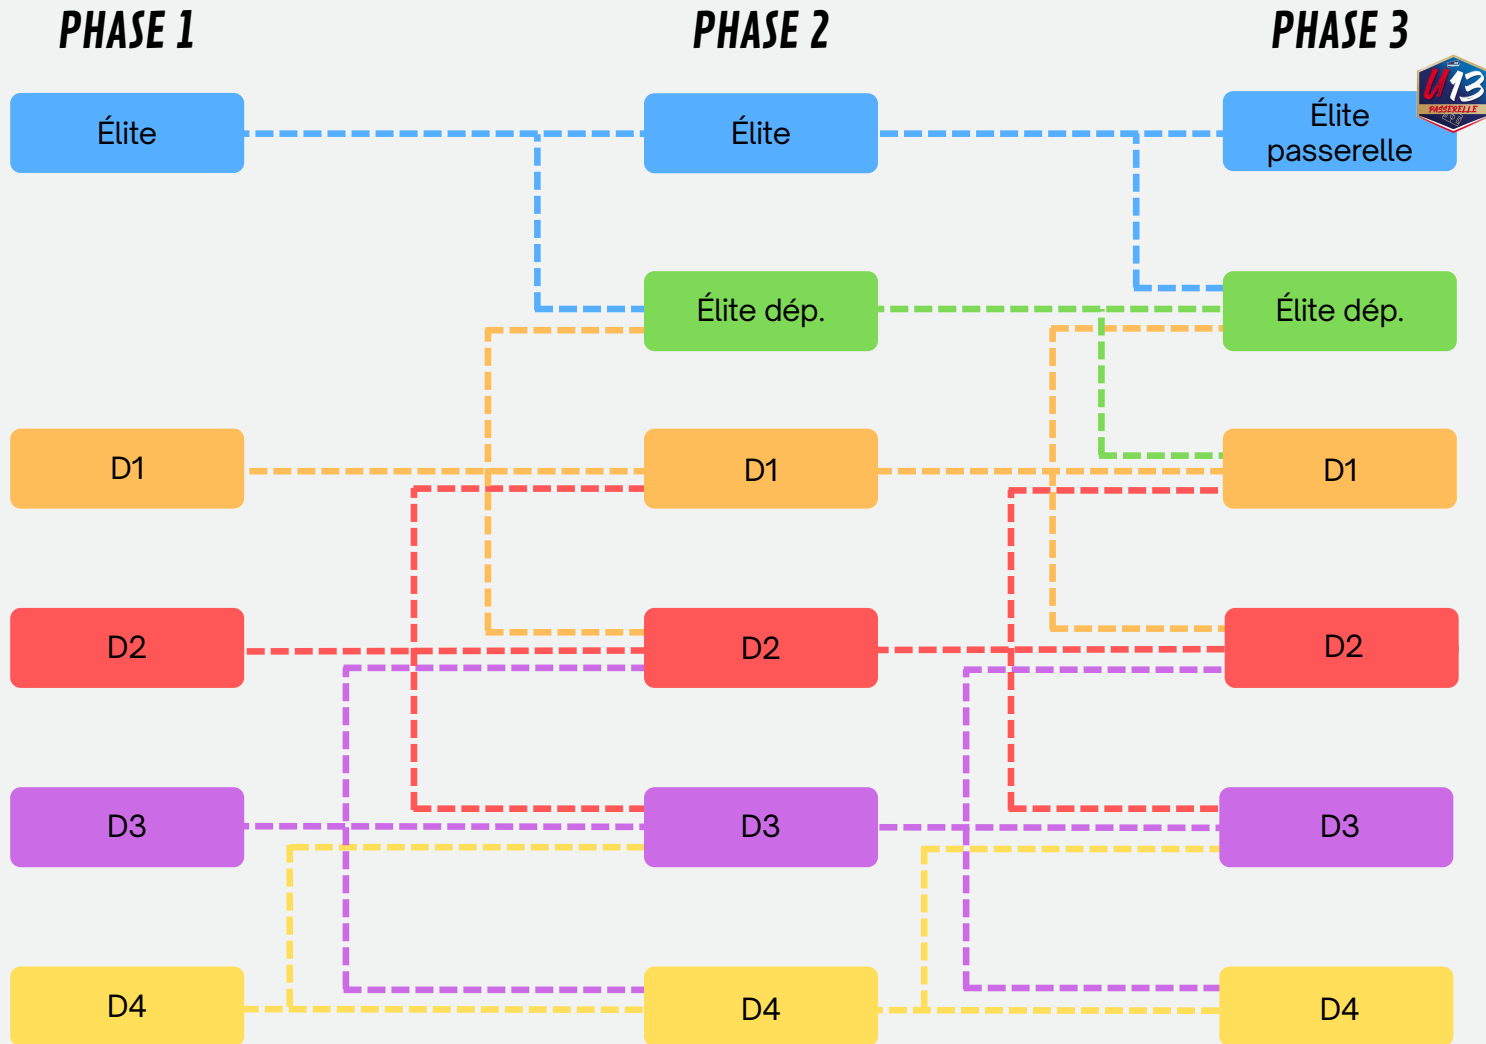 PHASE 1
PHASE 2
PHASE 3
U13
PASSERELLE
Élite
Élite
Élite
passerelle
Élite dép.
Élite dép.
D1
D1
D1
D2
D2
D2
D3
D3
D3
D4
D4
D4